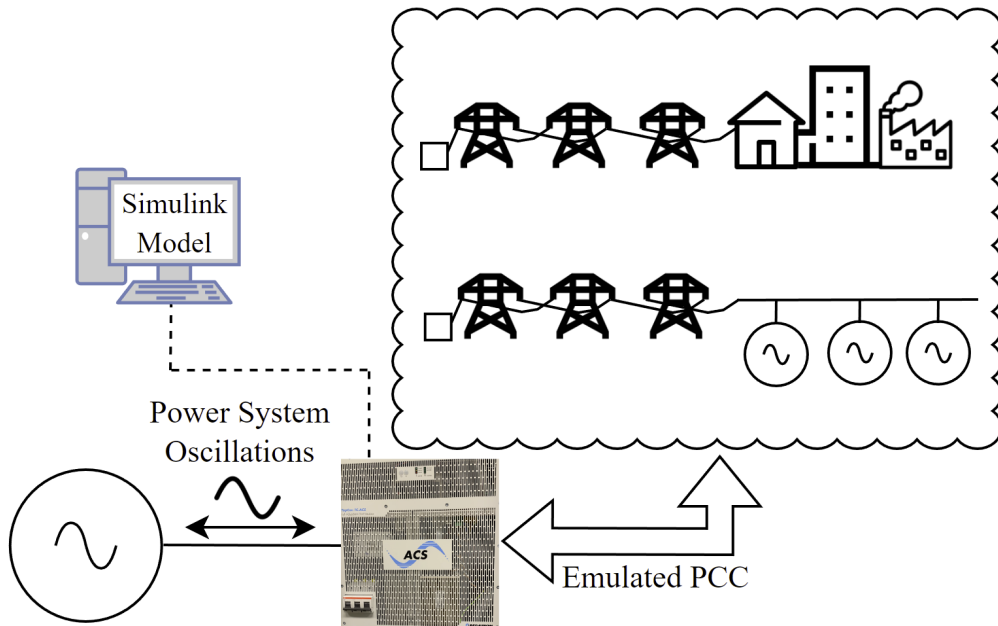 Simulink
Model
Power System
Oscillations
ACS
Emulated PCC